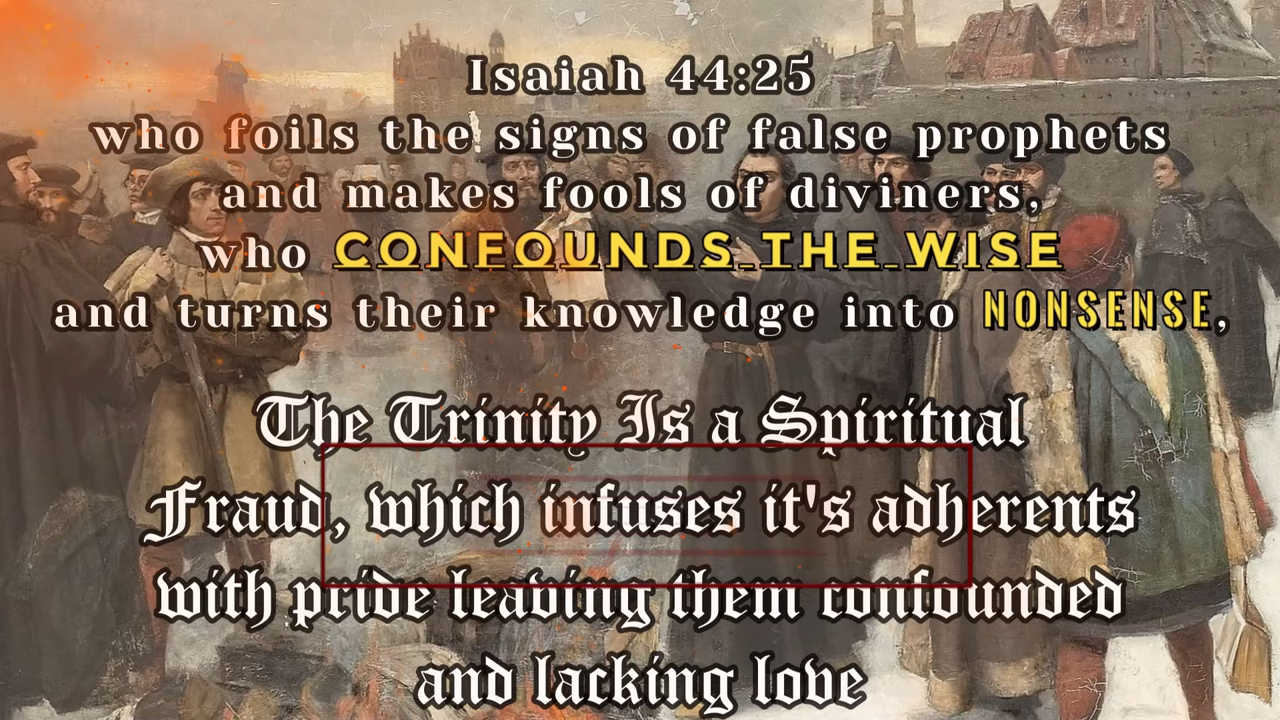 Isaiah 44:25
who foils the signs of false prophets
and makes fools of diviners,
who CONFOUNDS THE WISE
and turns their knowledge into NONSENSE,
The Trinity Is a Spiritual
Fraud, which infuses it's adherents
with pride leaving them confounded
and lacking love